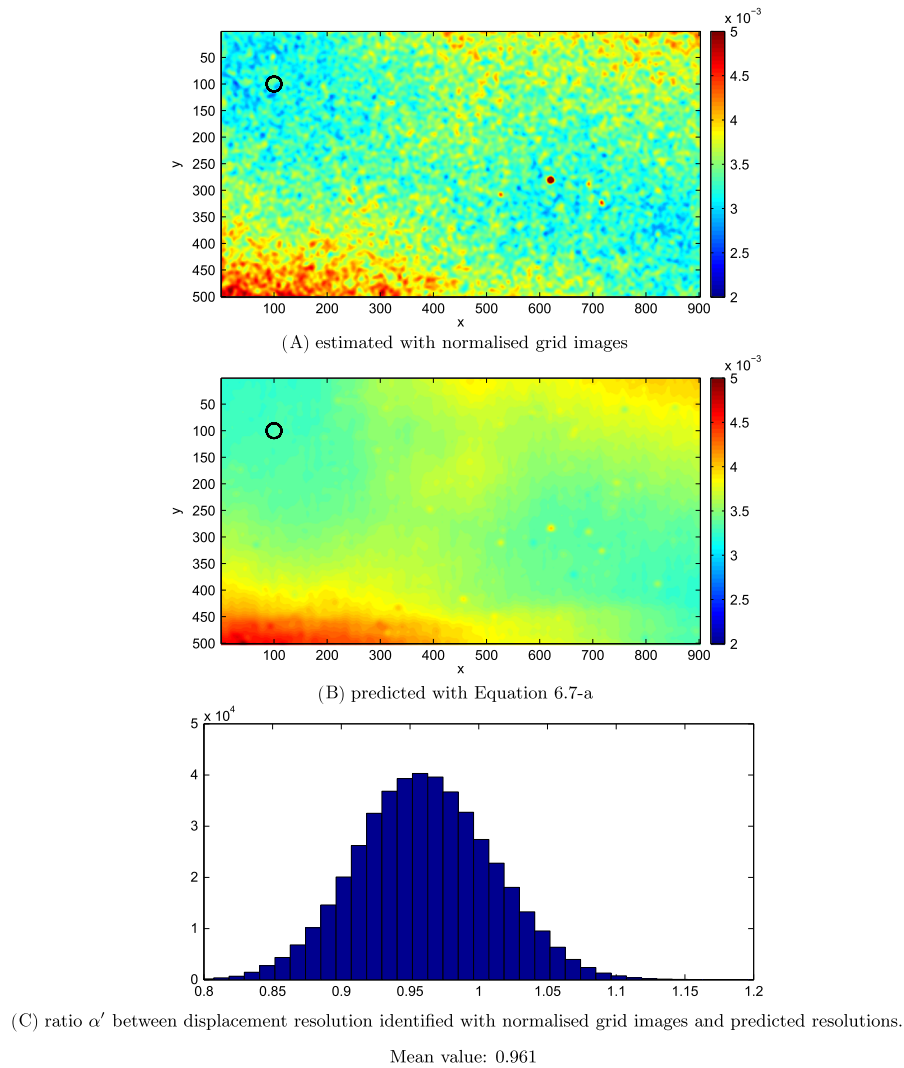 x 10⁻³
50
100
150
200
250
300
350
400
450
500
y
100 200 300 400 500 600 700 800 900
x
5
4.5
4
3.5
3
2.5
2
(A) estimated with normalised grid images
x 10⁻³
50
100
150
200
250
300
350
400
450
500
y
100 200 300 400 500 600 700 800 900
x
5
4.5
4
3.5
3
2.5
2
(B) predicted with Equation 6.7-a
x 10⁴
5
4
3
2
1
0
0.8 0.85 0.9 0.95 1 1.05 1.1 1.15 1.2
(C) ratio α′ between displacement resolution identified with normalised grid images and predicted resolutions.
Mean value: 0.961